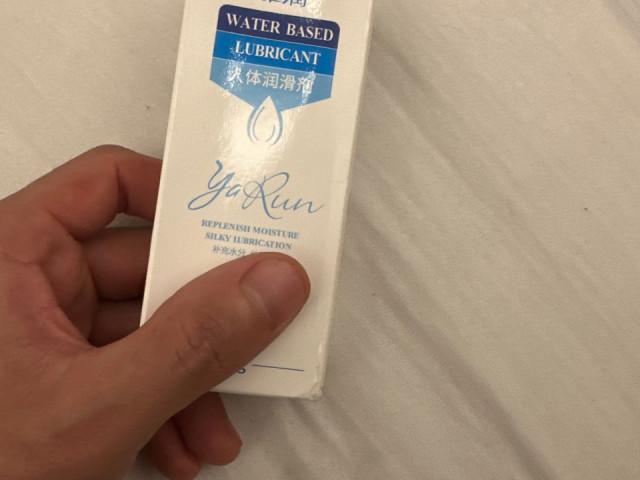 WATER BASED
LUBRICANT
人体润滑剂
YaRun
REPLENISH MOISTURE
SILKY LUBRICATION
补充水分